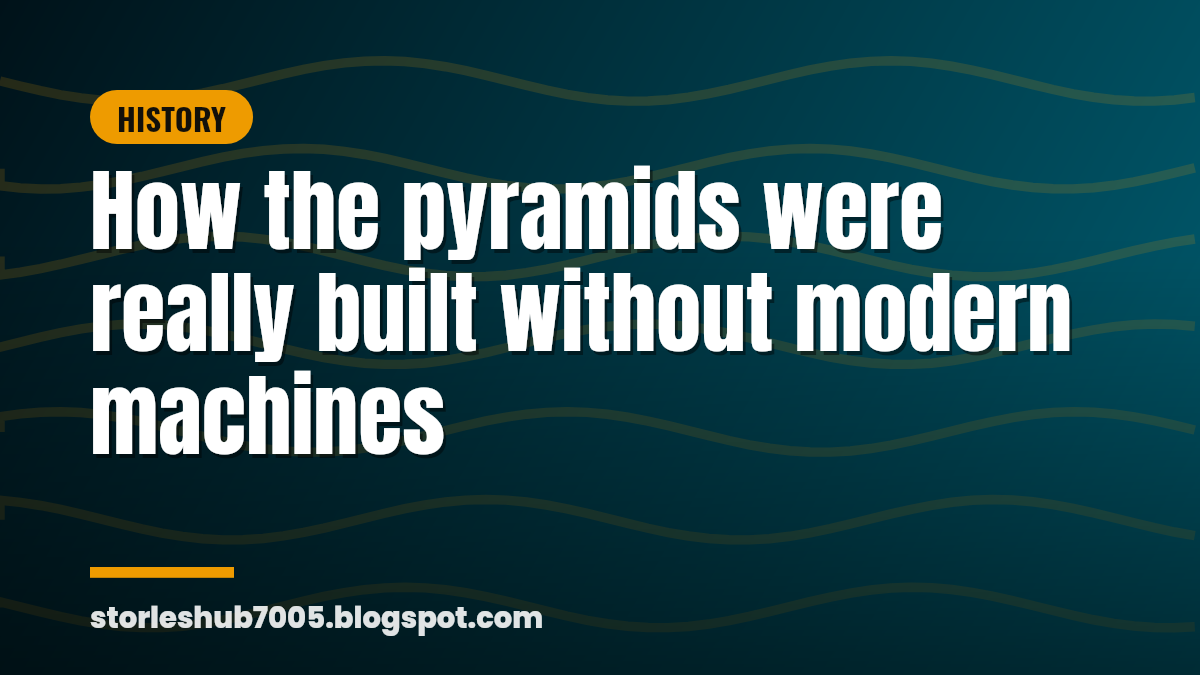 HISTORY
How the pyramids were
really built without modern
machines
storleshub7005.blogspot.com